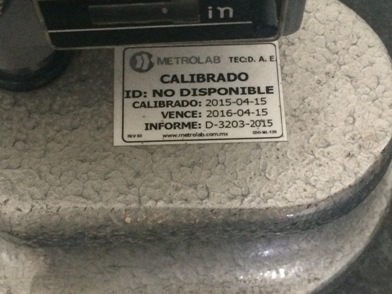 in
METROLAB TEC: D. A. E.
CALIBRADO
ID: NO DISPONIBLE
CALIBRADO: 2015-04-15
VENCE: 2016-04-15
INFORME: D-3203-2015
www.metrolab.com.mx